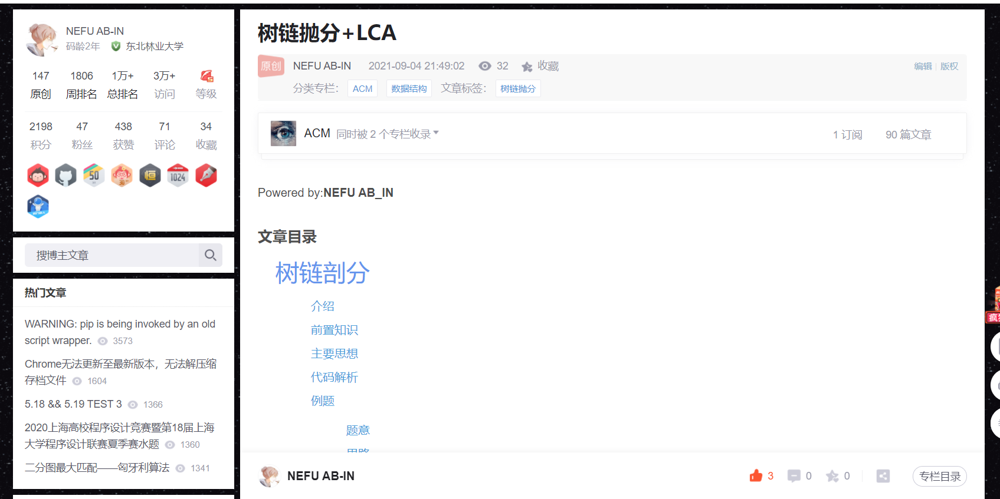 NEFU AB-IN
码龄2年 东北林业大学
147 1806 1万+ 3万+
原创 周排名 总排名 访问 等级
2198 47 438 71 34
积分 粉丝 获赞 评论 收藏
50 30 恒 1024
搜博主文章
热门文章
WARNING: pip is being invoked by an old
script wrapper. 3573
Chrome无法更新至最新版本，无法解压缩
存档文件 1604
5.18 && 5.19 TEST 3 1366
2020上海高校程序设计竞赛暨第18届上海
大学程序设计联赛夏季赛水题 1360
二分图最大匹配——匈牙利算法 1341
树链抛分+LCA
原创 NEFU AB-IN 2021-09-04 21:49:02 32 收藏 编辑 版权
分类专栏： ACM 数据结构 文章标签： 树链抛分
ACM 同时被 2 个专栏收录 1 订阅 90 篇文章
Powered by:NEFU AB_IN
文章目录
树链剖分
介绍
前置知识
主要思想
代码解析
例题
题意
思路
NEFU AB-IN 3 0 0 专栏目录